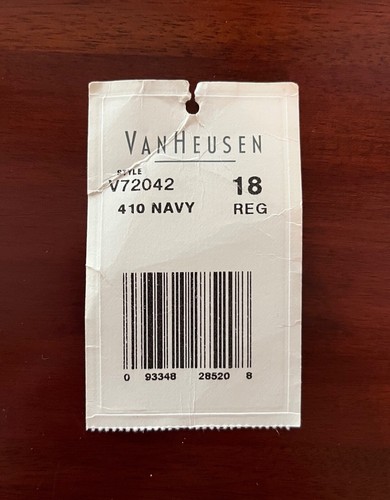 VANHEUSEN
STYLE
V72042 18
410 NAVY REG
0 93348 28520 8